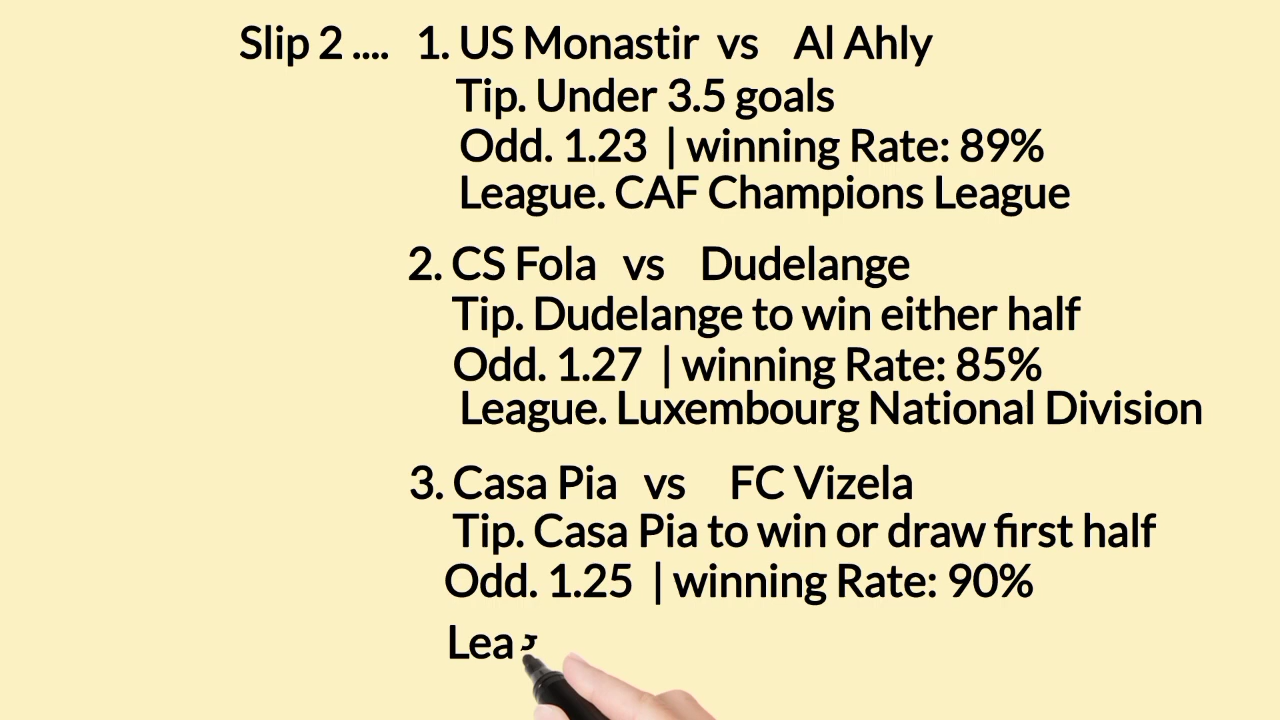 Slip 2 .... 1. US Monastir vs Al Ahly
Tip. Under 3.5 goals
Odd. 1.23 | winning Rate: 89%
League. CAF Champions League
2. CS Fola vs Dudelange
Tip. Dudelange to win either half
Odd. 1.27 | winning Rate: 85%
League. Luxembourg National Division
3. Casa Pia vs FC Vizela
Tip. Casa Pia to win or draw first half
Odd. 1.25 | winning Rate: 90%
Lea